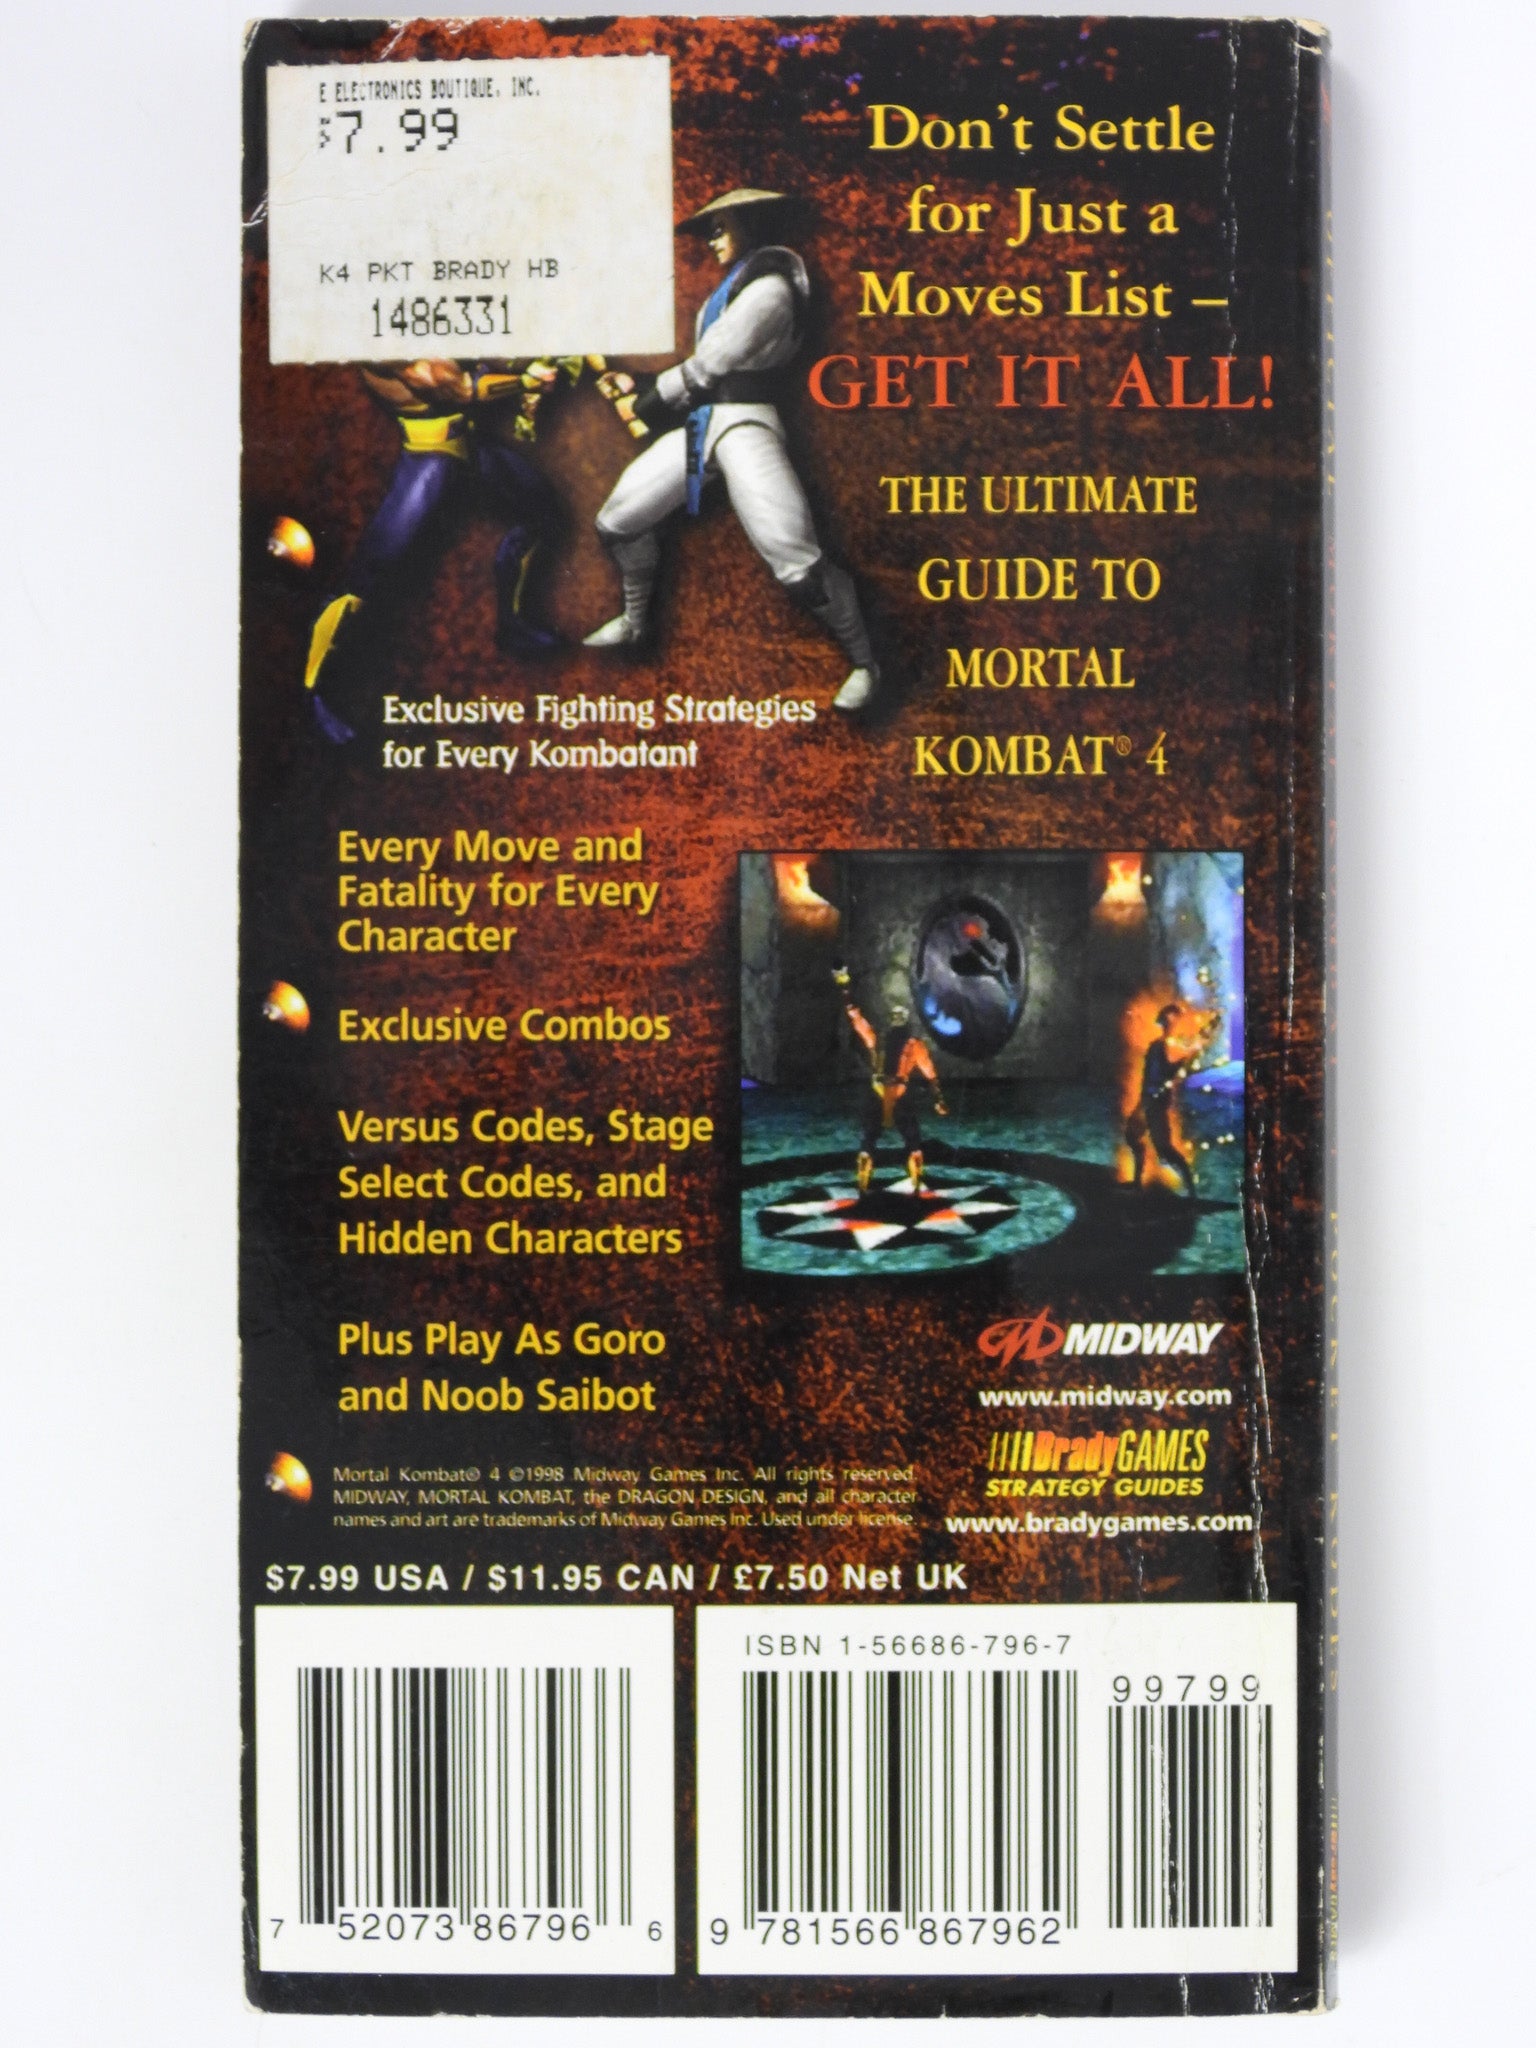 E ELECTRONICS BOUTIQUE, INC.
$7.99
K4 PKT BRADY HB
1486331
Don't Settle
for Just a
Moves List –
GET IT ALL!
THE ULTIMATE
GUIDE TO
MORTAL
KOMBAT® 4
Exclusive Fighting Strategies
for Every Kombatant
Every Move and
Fatality for Every
Character
Exclusive Combos
Versus Codes, Stage
Select Codes, and
Hidden Characters
Plus Play As Goro
and Noob Saibot
MIDWAY
www.midway.com
BradyGAMES
STRATEGY GUIDES
www.bradygames.com
Mortal Kombat® 4 ©1998 Midway Games Inc. All rights reserved.
MIDWAY, MORTAL KOMBAT, the DRAGON DESIGN, and all character
names and art are trademarks of Midway Games Inc. Used under license.
$7.99 USA / $11.95 CAN / £7.50 Net UK
7 52073 86796 6
ISBN 1-56686-796-7
9 781566 867962
99799